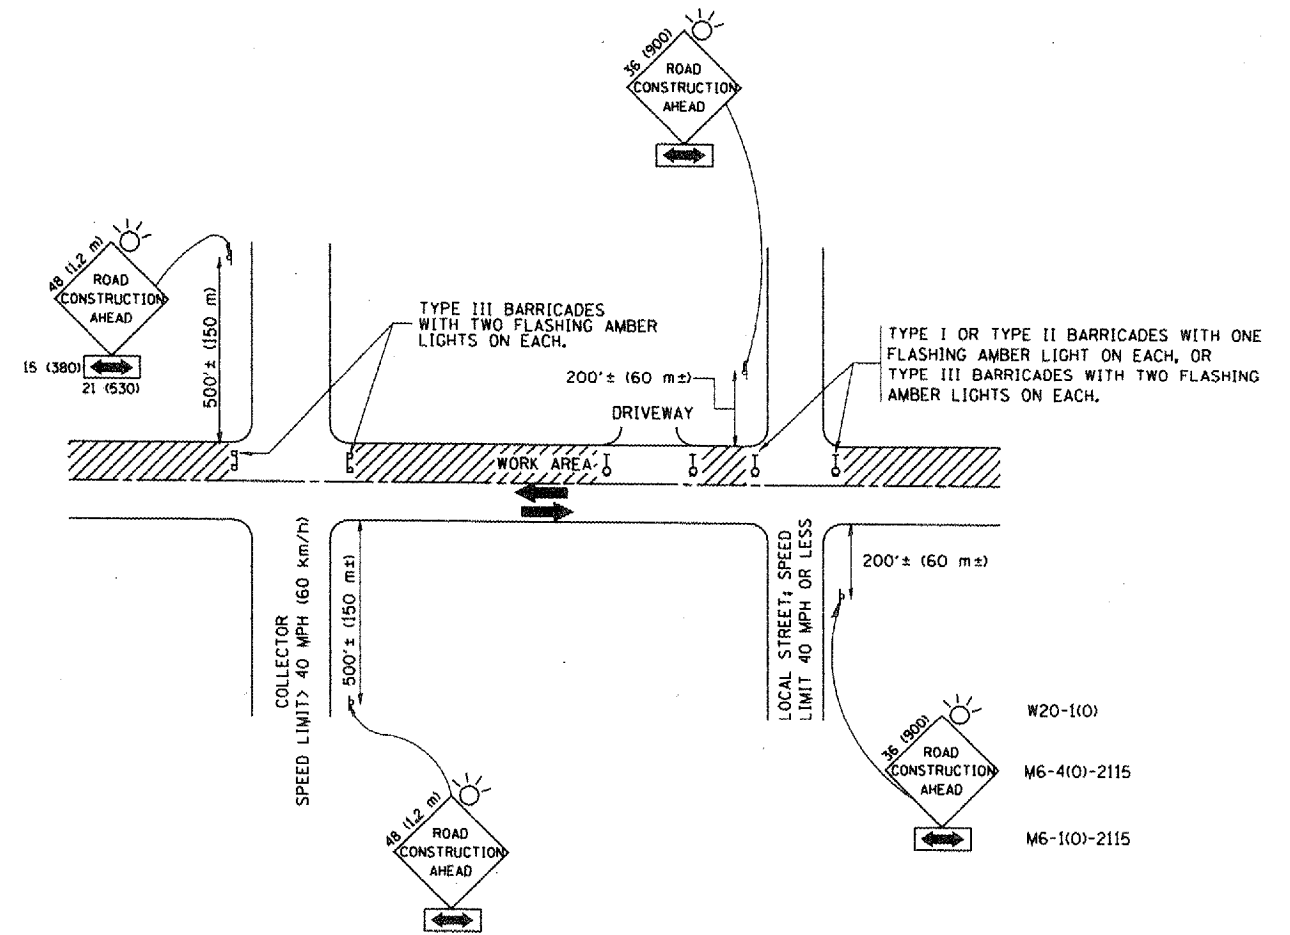 36 (900)
ROAD
CONSTRUCTION
AHEAD
48 (1.2 m)
ROAD
CONSTRUCTION
AHEAD
15 (380)
21 (530)
500'± (150 m)
TYPE III BARRICADES
WITH TWO FLASHING AMBER
LIGHTS ON EACH.
200'± (60 m±)
DRIVEWAY
TYPE I OR TYPE II BARRICADES WITH ONE
FLASHING AMBER LIGHT ON EACH, OR
TYPE III BARRICADES WITH TWO FLASHING
AMBER LIGHTS ON EACH.
WORK AREA
COLLECTOR
SPEED LIMIT> 40 MPH (60 km/h)
500'± (150 m±)
LOCAL STREET; SPEED
LIMIT 40 MPH OR LESS
200'± (60 m±)
36 (900)
ROAD
CONSTRUCTION
AHEAD
W20-1(O)
M6-4(O)-2115
M6-1(O)-2115
48 (1.2 m)
ROAD
CONSTRUCTION
AHEAD